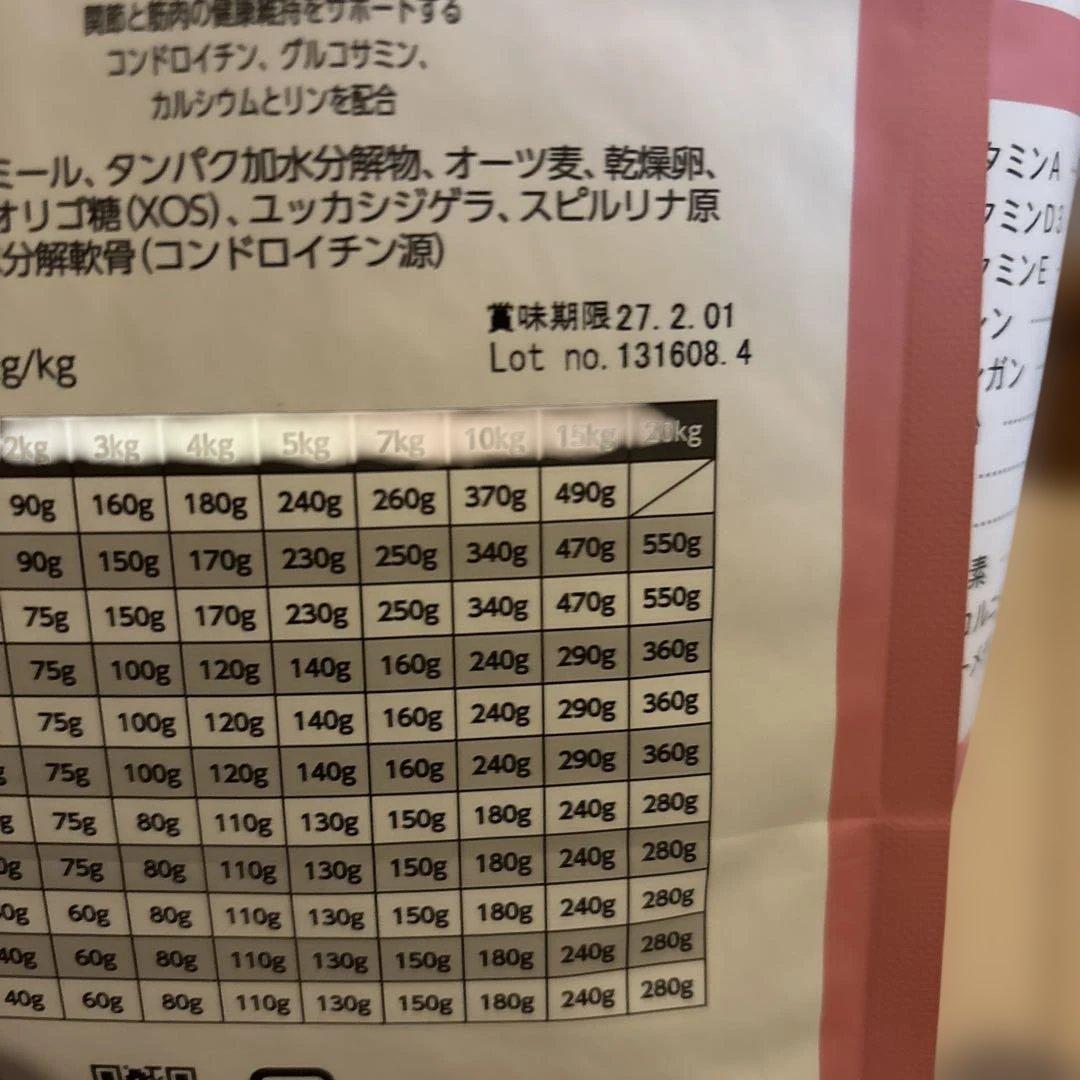 関節と筋肉の健康維持をサポートする
コンドロイチン、グルコサミン、
カルシウムとリンを配合
ミール、タンパク加水分解物、オーツ麦、乾燥卵、
オリゴ糖(XOS)、ユッカシジゲラ、スピルリナ原
分解軟骨(コンドロイチン源)
賞味期限27.2.01
Lot no.131608.4
g/kg
2kg 3kg 4kg 5kg 7kg 10kg 15kg 20kg
90g 160g 180g 240g 260g 370g 490g
90g 150g 170g 230g 250g 340g 470g 550g
75g 150g 170g 230g 250g 340g 470g 550g
75g 100g 120g 140g 160g 240g 290g 360g
75g 100g 120g 140g 160g 240g 290g 360g
g 75g 100g 120g 140g 160g 240g 290g 360g
g 75g 80g 110g 130g 150g 180g 240g 280g
0g 75g 80g 110g 130g 150g 180g 240g 280g
0g 60g 80g 110g 130g 150g 180g 240g 280g
40g 60g 80g 110g 130g 150g 180g 240g 280g
40g 60g 80g 110g 130g 150g 180g 240g 280g
タミンA
タミンD3
ミンE
ン
ガン
素